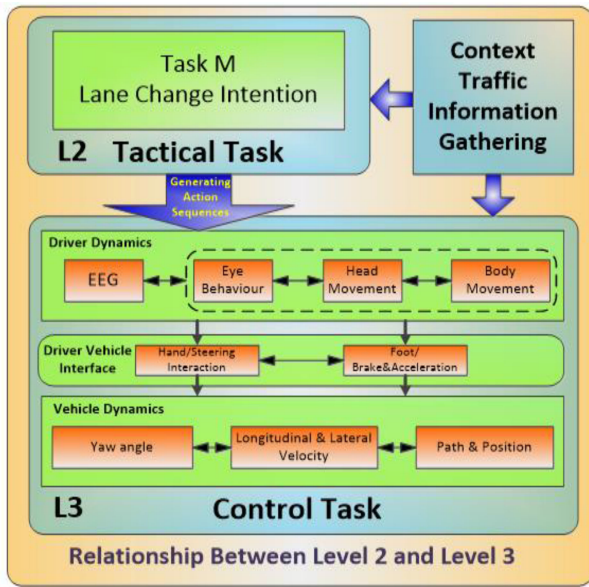 Task M
Lane Change Intention
L2 Tactical Task
Context
Traffic
Information
Gathering
Generating
Action
Sequences
Driver Dynamics
EEG
Eye
Behaviour
Head
Movement
Body
Movement
Driver Vehicle
Interface
Hand/Steering
Interaction
Foot/
Brake&Acceleration
Vehicle Dynamics
Yaw angle
Longitudinal & Lateral
Velocity
Path & Position
L3 Control Task
Relationship Between Level 2 and Level 3